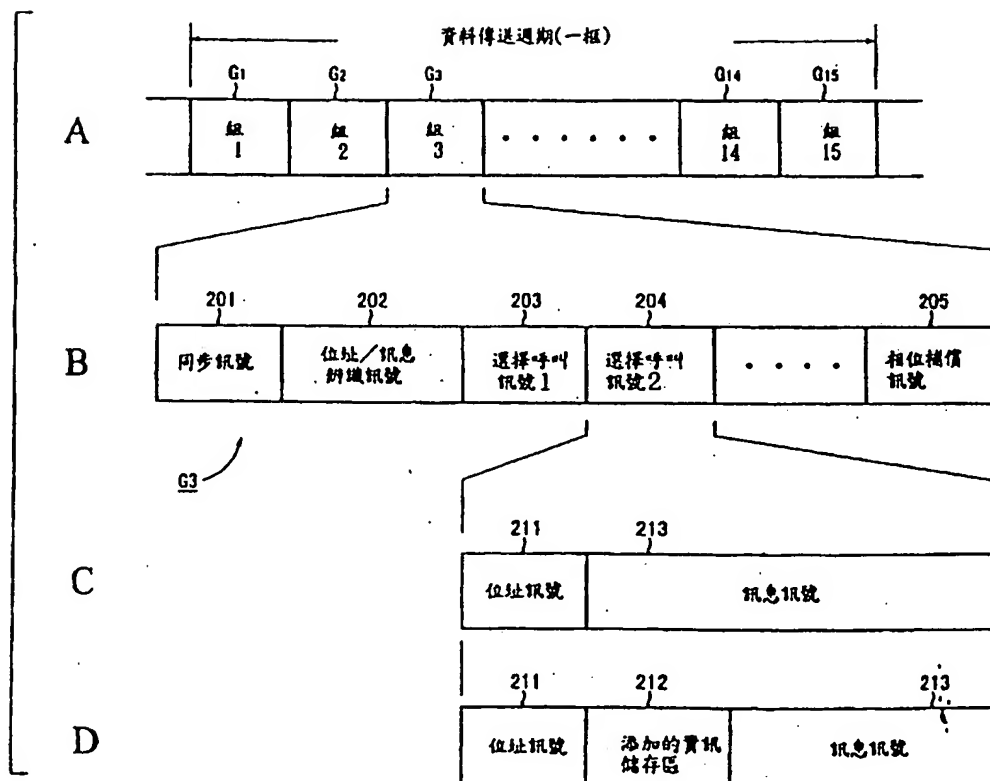 資料傳送週期(一框)
G1 G2 G3 G14 G15
A
組 1
組 2
組 3
組 14
組 15
201 202 203 204 205
B
同步訊號
位址/訊息
辨識訊號
選擇呼叫
訊號1
選擇呼叫
訊號2
相位補償
訊號
G3
211 213
C
位址訊號
訊息訊號
211 212 213
D
位址訊號
添加的資訊
儲存區
訊息訊號